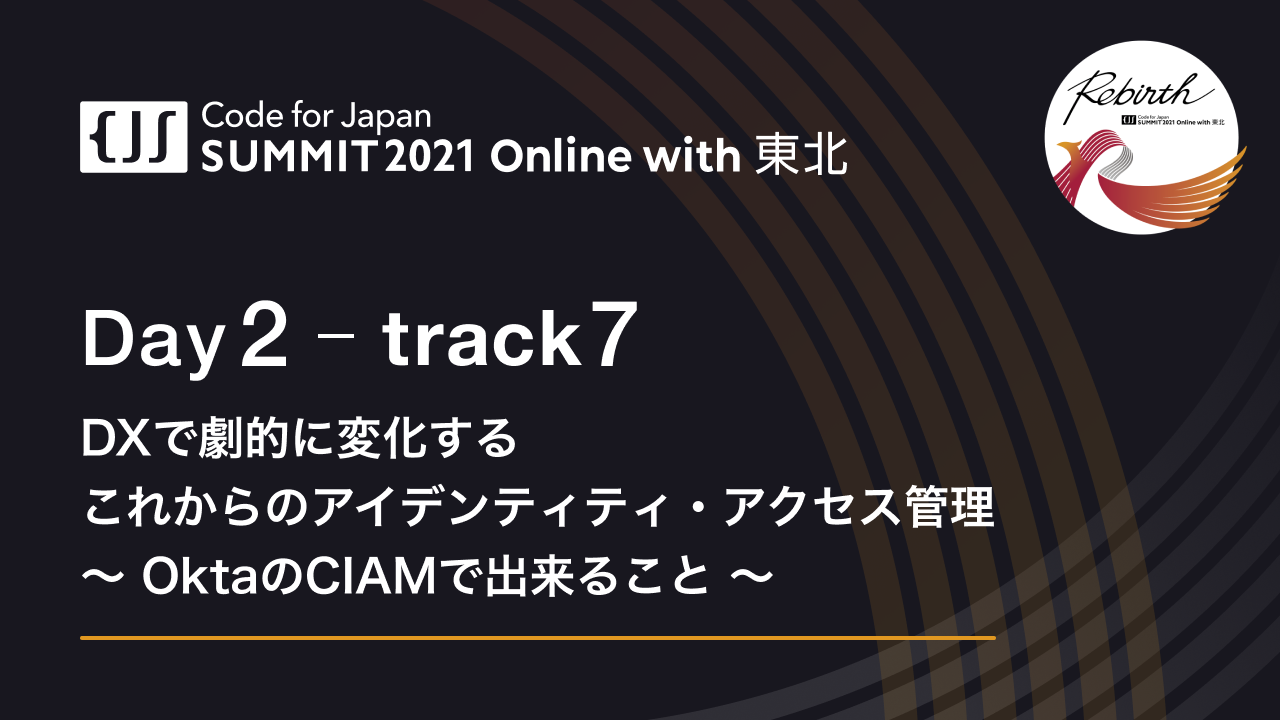 Code for Japan
SUMMIT 2021 Online with 東北
Rebirth
Code for Japan
SUMMIT2021 Online with 東北
Day 2 – track 7
DXで劇的に変化する
これからのアイデンティティ・アクセス管理
〜 OktaのCIAMで出来ること 〜